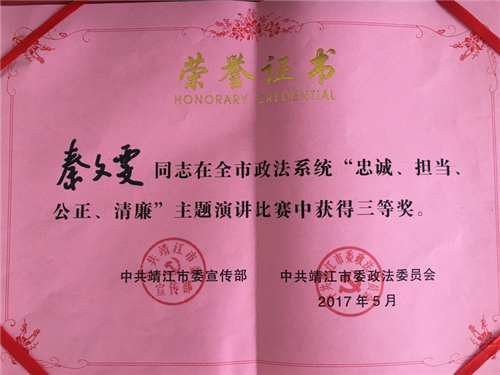 荣誉证书
HONORARY CREDENTIAL
秦文雯 同志在全市政法系统“忠诚、担当、
公正、清廉”主题演讲比赛中获得三等奖。
中共靖江市委宣传部 中共靖江市委政法委员会
2017年5月